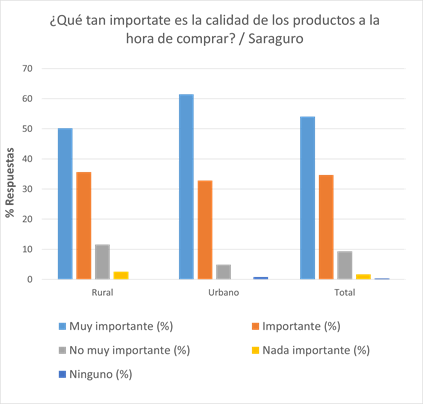 ¿Qué tan importate es la calidad de los productos a la
hora de comprar? / Saraguro
% Respuestas
70
60
50
40
30
20
10
0
Rural Urbano Total
Muy importante (%) Importante (%)
No muy importante (%) Nada importante (%)
Ninguno (%)